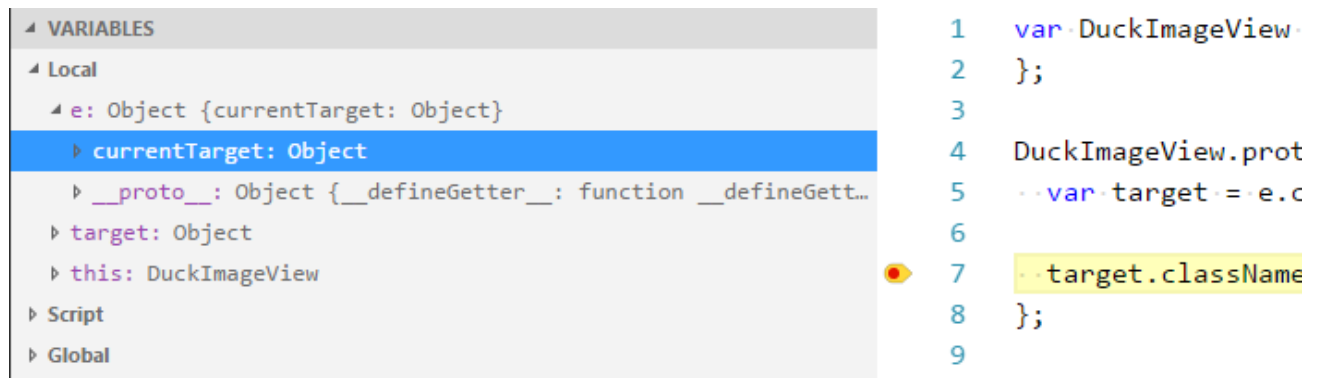 VARIABLES
Local
e: Object {currentTarget: Object}
currentTarget: Object
__proto__: Object {__defineGetter__: function __defineGett…
target: Object
this: DuckImageView
Script
Global
1 var DuckImageView
2 };
3
4 DuckImageView.prot
5 var target = e.c
6
7 target.className
8 };
9